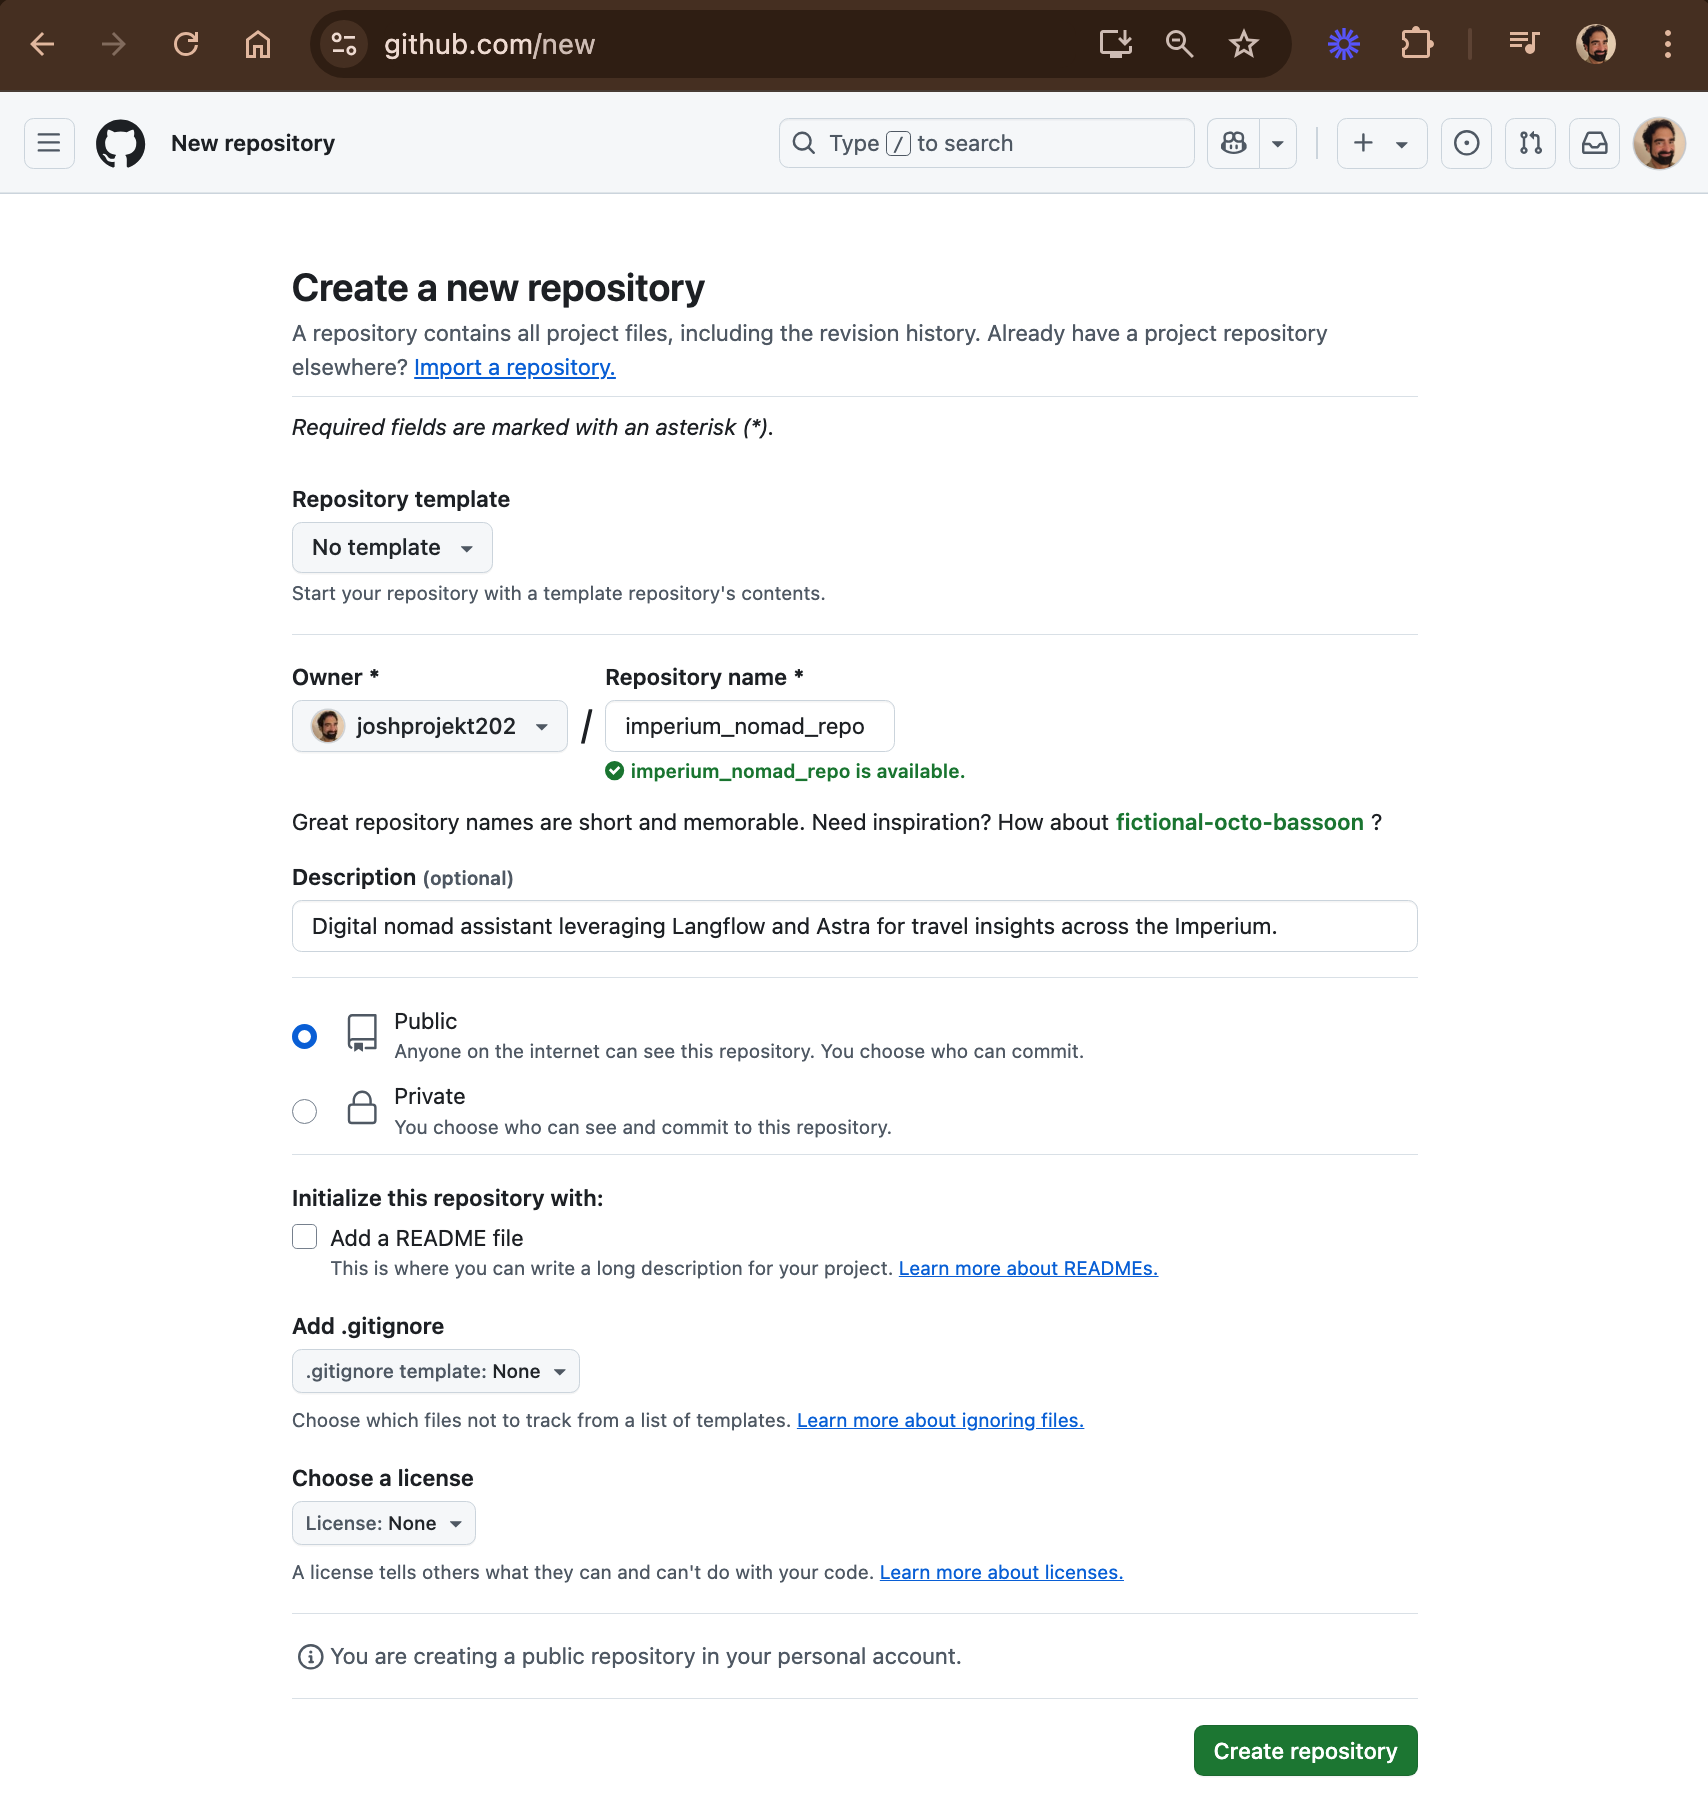 github.com/new
New repository
Type / to search
Create a new repository
A repository contains all project files, including the revision history. Already have a project repository
elsewhere? Import a repository.
Required fields are marked with an asterisk (*).
Repository template
No template
Start your repository with a template repository's contents.
Owner *
Repository name *
joshprojekt202 / imperium_nomad_repo
imperium_nomad_repo is available.
Great repository names are short and memorable. Need inspiration? How about fictional-octo-bassoon ?
Description (optional)
Digital nomad assistant leveraging Langflow and Astra for travel insights across the Imperium.
Public
Anyone on the internet can see this repository. You choose who can commit.
Private
You choose who can see and commit to this repository.
Initialize this repository with:
Add a README file
This is where you can write a long description for your project. Learn more about READMEs.
Add .gitignore
.gitignore template: None
Choose which files not to track from a list of templates. Learn more about ignoring files.
Choose a license
License: None
A license tells others what they can and can't do with your code. Learn more about licenses.
You are creating a public repository in your personal account.
Create repository